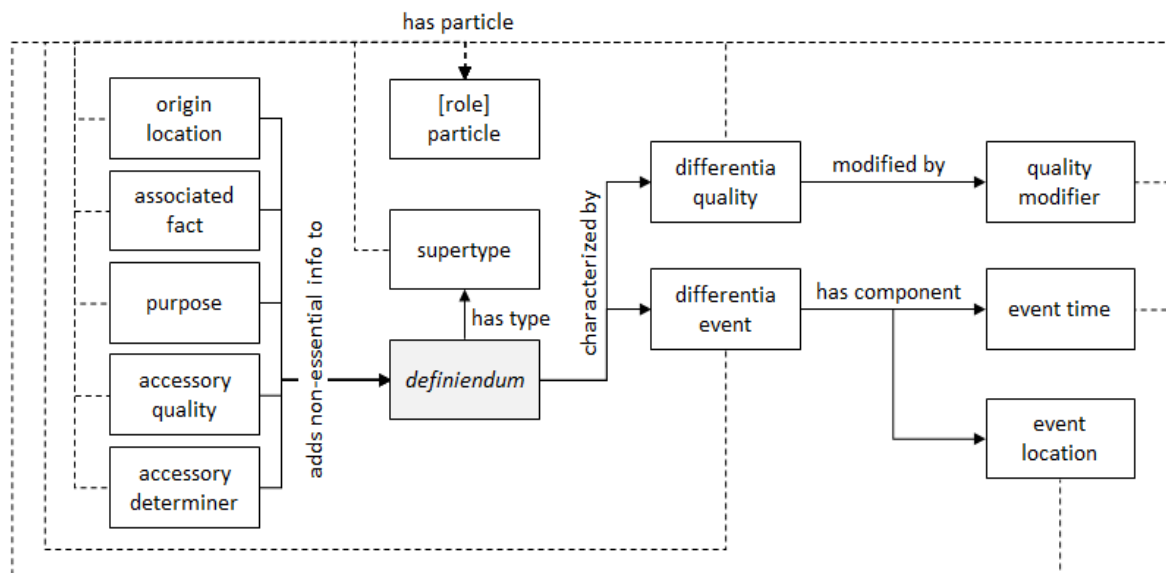 has particle
origin
location
[role]
particle
associated
fact
differentia
quality
modified by
quality
modifier
supertype
purpose
has type
characterized by
differentia
event
has component
event time
adds non-essential info to
definiendum
accessory
quality
event
location
accessory
determiner